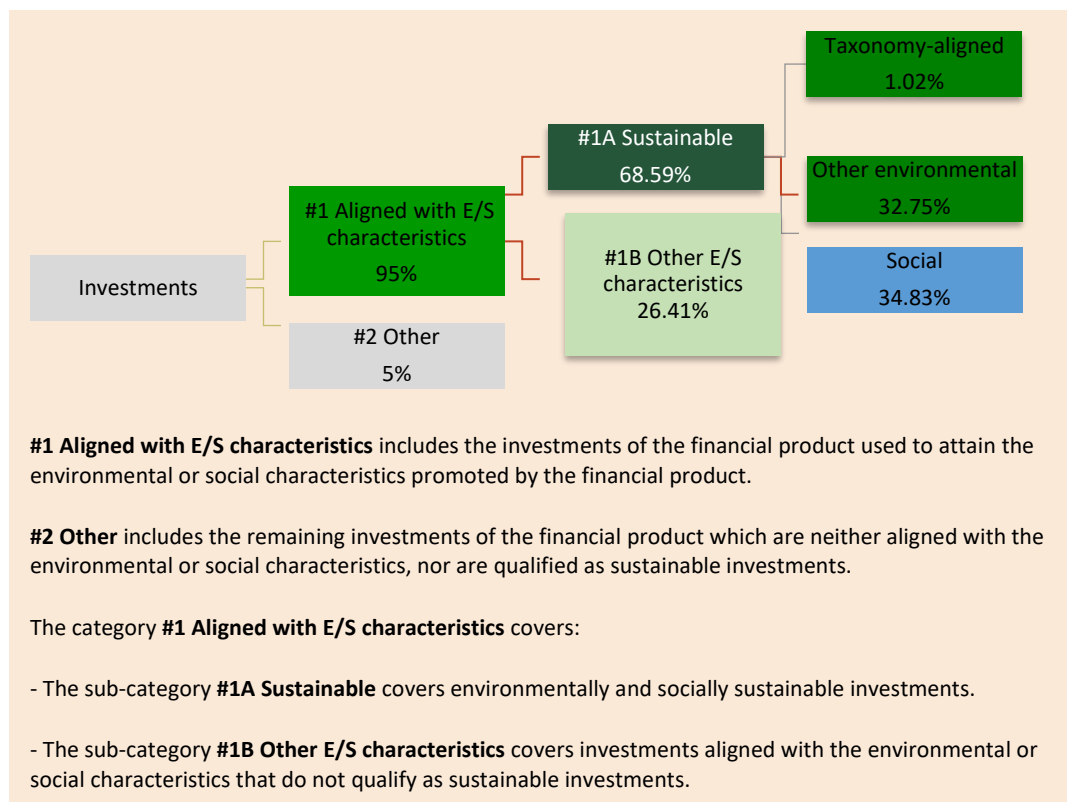 Taxonomy-aligned
1.02%
#1A Sustainable
68.59%
Other environmental
32.75%
#1 Aligned with E/S
characteristics
95%
#1B Other E/S
characteristics
26.41%
Social
34.83%
Investments
#2 Other
5%
#1 Aligned with E/S characteristics includes the investments of the financial product used to attain the
environmental or social characteristics promoted by the financial product.
#2 Other includes the remaining investments of the financial product which are neither aligned with the
environmental or social characteristics, nor are qualified as sustainable investments.
The category #1 Aligned with E/S characteristics covers:
- The sub-category #1A Sustainable covers environmentally and socially sustainable investments.
- The sub-category #1B Other E/S characteristics covers investments aligned with the environmental or
social characteristics that do not qualify as sustainable investments.